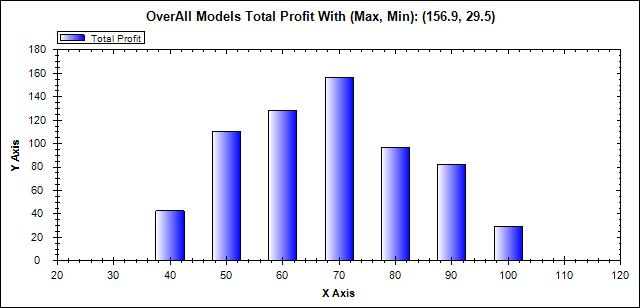 OverAll Models Total Profit With (Max, Min): (156.9, 29.5)
Total Profit
180
160
140
120
100
80
60
40
20
0
Y Axis
20 30 40 50 60 70 80 90 100 110 120
X Axis